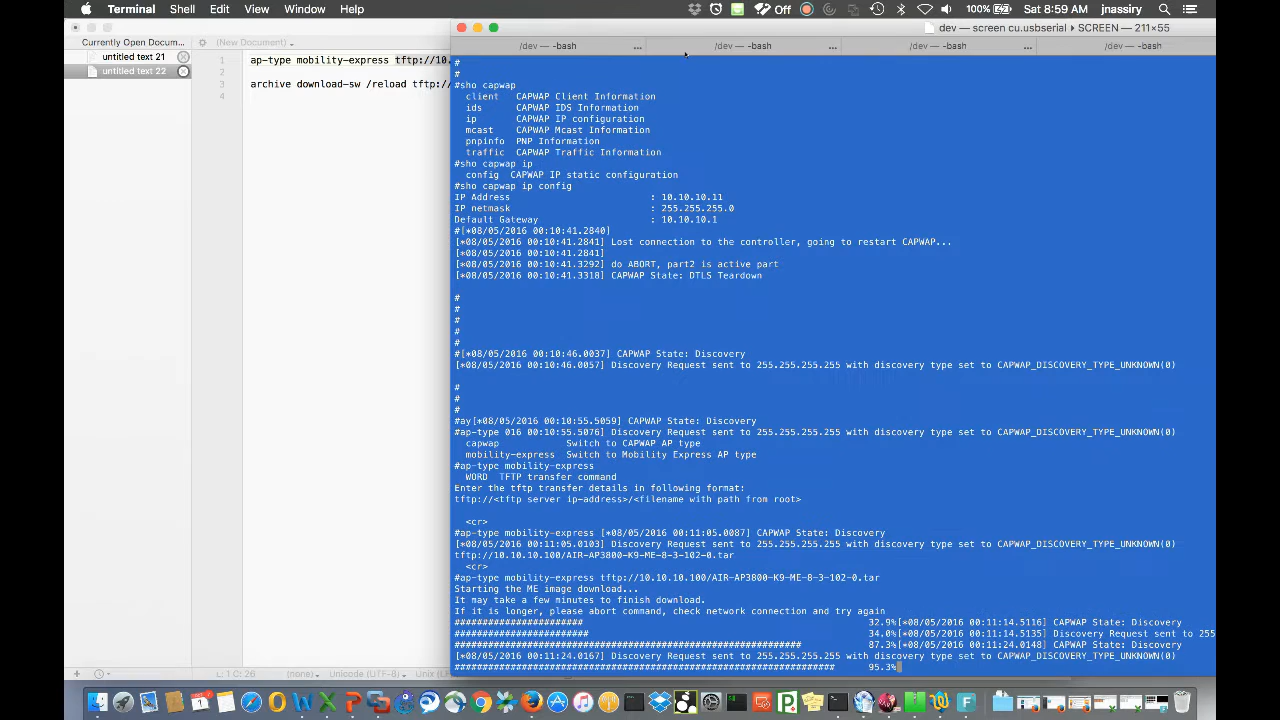 Terminal Shell Edit View Window Help
Off
100%
Sat 8:59 AM jnassiry
dev — screen cu.usbserial ▸ SCREEN — 211×55
Currently Open Docum...
(New Document)
/dev — -bash ...
/dev — -bash ...
/dev — -bash ...
/dev — -bash
untitled text 21
untitled text 22
1 ap-type mobility-express tftp://10.
2
3 archive download-sw /reload tftp://
4
#
#
#sho capwap
client CAPWAP Client Information
ids CAPWAP IDS Information
ip CAPWAP IP configuration
mcast CAPWAP Mcast Information
pnpinfo PNP Information
traffic CAPWAP Traffic Information
#sho capwap ip
config CAPWAP IP static configuration
#sho capwap ip config
IP Address : 10.10.10.11
IP netmask : 255.255.255.0
Default Gateway : 10.10.10.1
#[*08/05/2016 00:10:41.2840]
[*08/05/2016 00:10:41.2841] Lost connection to the controller, going to restart CAPWAP...
[*08/05/2016 00:10:41.2841]
[*08/05/2016 00:10:41.3292] do ABORT, part2 is active part
[*08/05/2016 00:10:41.3318] CAPWAP State: DTLS Teardown
#
#
#
#
#
#[*08/05/2016 00:10:46.0037] CAPWAP State: Discovery
[*08/05/2016 00:10:46.0057] Discovery Request sent to 255.255.255.255 with discovery type set to CAPWAP_DISCOVERY_TYPE_UNKNOWN(0)
#
#
#
#ay[*08/05/2016 00:10:55.5059] CAPWAP State: Discovery
#ap-type 016 00:10:55.5076] Discovery Request sent to 255.255.255.255 with discovery type set to CAPWAP_DISCOVERY_TYPE_UNKNOWN(0)
capwap Switch to CAPWAP AP type
mobility-express Switch to Mobility Express AP type
#ap-type mobility-express
WORD TFTP transfer command
Enter the tftp transfer details in following format:
tftp://<tftp server ip-address>/<filename with path from root>
<cr>
#ap-type mobility-express [*08/05/2016 00:11:05.0087] CAPWAP State: Discovery
[*08/05/2016 00:11:05.0103] Discovery Request sent to 255.255.255.255 with discovery type set to CAPWAP_DISCOVERY_TYPE_UNKNOWN(0)
tftp://10.10.10.100/AIR-AP3800-K9-ME-8-3-102-0.tar
<cr>
#ap-type mobility-express tftp://10.10.10.100/AIR-AP3800-K9-ME-8-3-102-0.tar
Starting the ME image download...
It may take a few minutes to finish download.
If it is longer, please abort command, check network connection and try again
####################### 32.9%[*08/05/2016 00:11:14.5116] CAPWAP State: Discovery
######################## 34.0%[*08/05/2016 00:11:14.5135] Discovery Request sent to 255
############################################################## 87.3%[*08/05/2016 00:11:24.0148] CAPWAP State: Discovery
[*08/05/2016 00:11:24.0167] Discovery Request sent to 255.255.255.255 with discovery type set to CAPWAP_DISCOVERY_TYPE_UNKNOWN(0)
#################################################################### 95.3%
L: 1 C: 26 (none) Unicode (UTF-8) Unix (L